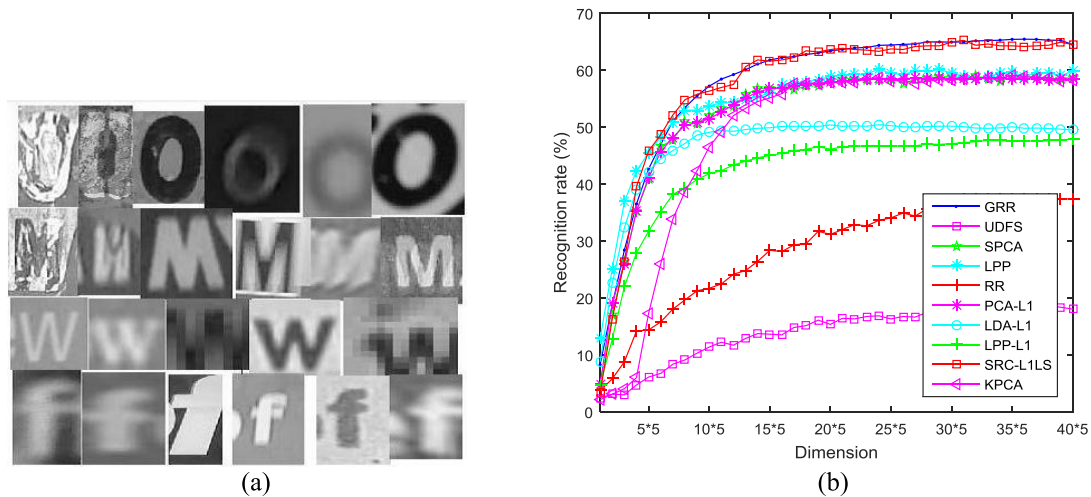 O O O O
M M M M M M
W W W W W
f f f f f f
(a)
70
60
50
40
30
20
10
0
Recognition rate (%)
5*5 10*5 15*5 20*5 25*5 30*5 35*5 40*5
Dimension
GRR
UDFS
SPCA
LPP
RR
PCA-L1
LDA-L1
LPP-L1
SRC-L1LS
KPCA
(b)